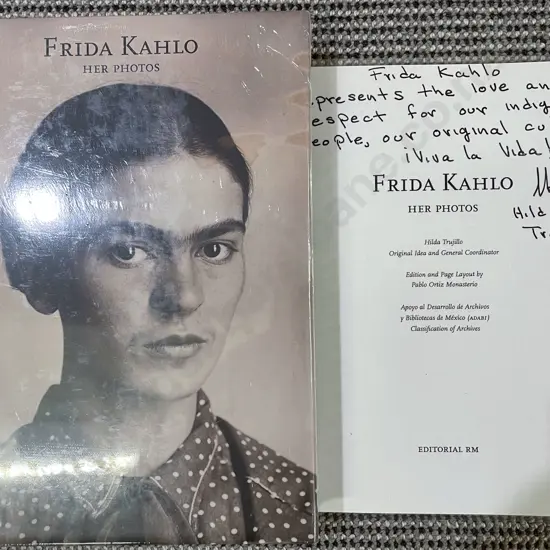 FRIDA KAHLO
HER PHOTOS
Frida Kahlo
presents the love an
espect for our indig
eople, our original cu
¡Viva la Vida!
FRIDA KAHLO
HER PHOTOS
Hild
Tr
Hilda Trujillo
Original Idea and General Coordinator
Edition and Page Layout by
Pablo Ortiz Monasterio
Apoyo al Desarrollo de Archivos
y Bibliotecas de México (ADABI)
Classification of Archives
EDITORIAL RM